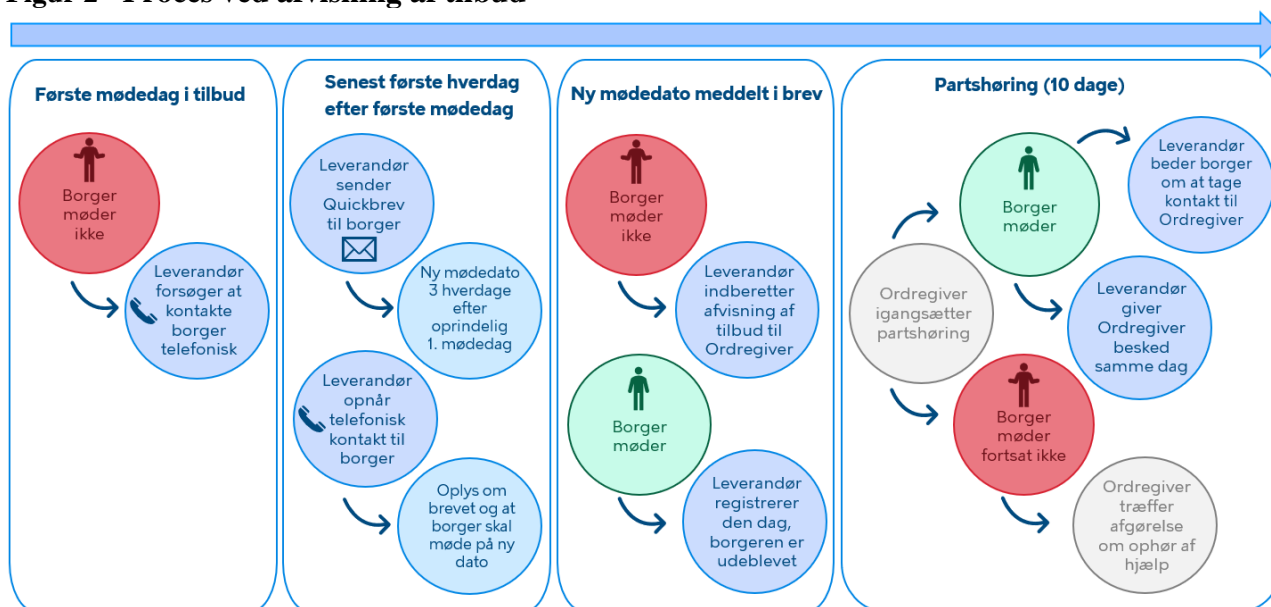 Figur 2 - Proces ved afvisning af tilbud
Første mødedag i tilbud
Borger
møder
ikke
Leverandør
forsøger at
kontakte
borger
telefonisk
Senest første hverdag
efter første mødedag
Leverandør
sender
Quickbrev
til borger
Ny mødedato
3 hverdage
efter
oprindelig
1. mødedag
Leverandør
opnår
telefonisk
kontakt til
borger
Oplys om
brevet og at
borger skal
møde på ny
dato
Ny mødedato meddelt i brev
Borger
møder
ikke
Leverandør
indberetter
afvisning af
tilbud til
Ordregiver
Borger
møder
Leverandør
registrerer
den dag,
borgeren er
udeblevet
Partshøring (10 dage)
Ordregiver
igangsætter
partshøring
Borger
møder
Leverandør
beder borger
om at tage
kontakt til
Ordregiver
Leverandør
giver
Ordregiver
besked
samme dag
Borger
møder
fortsat ikke
Ordregiver
træffer
afgørelse
om ophør af
hjælp